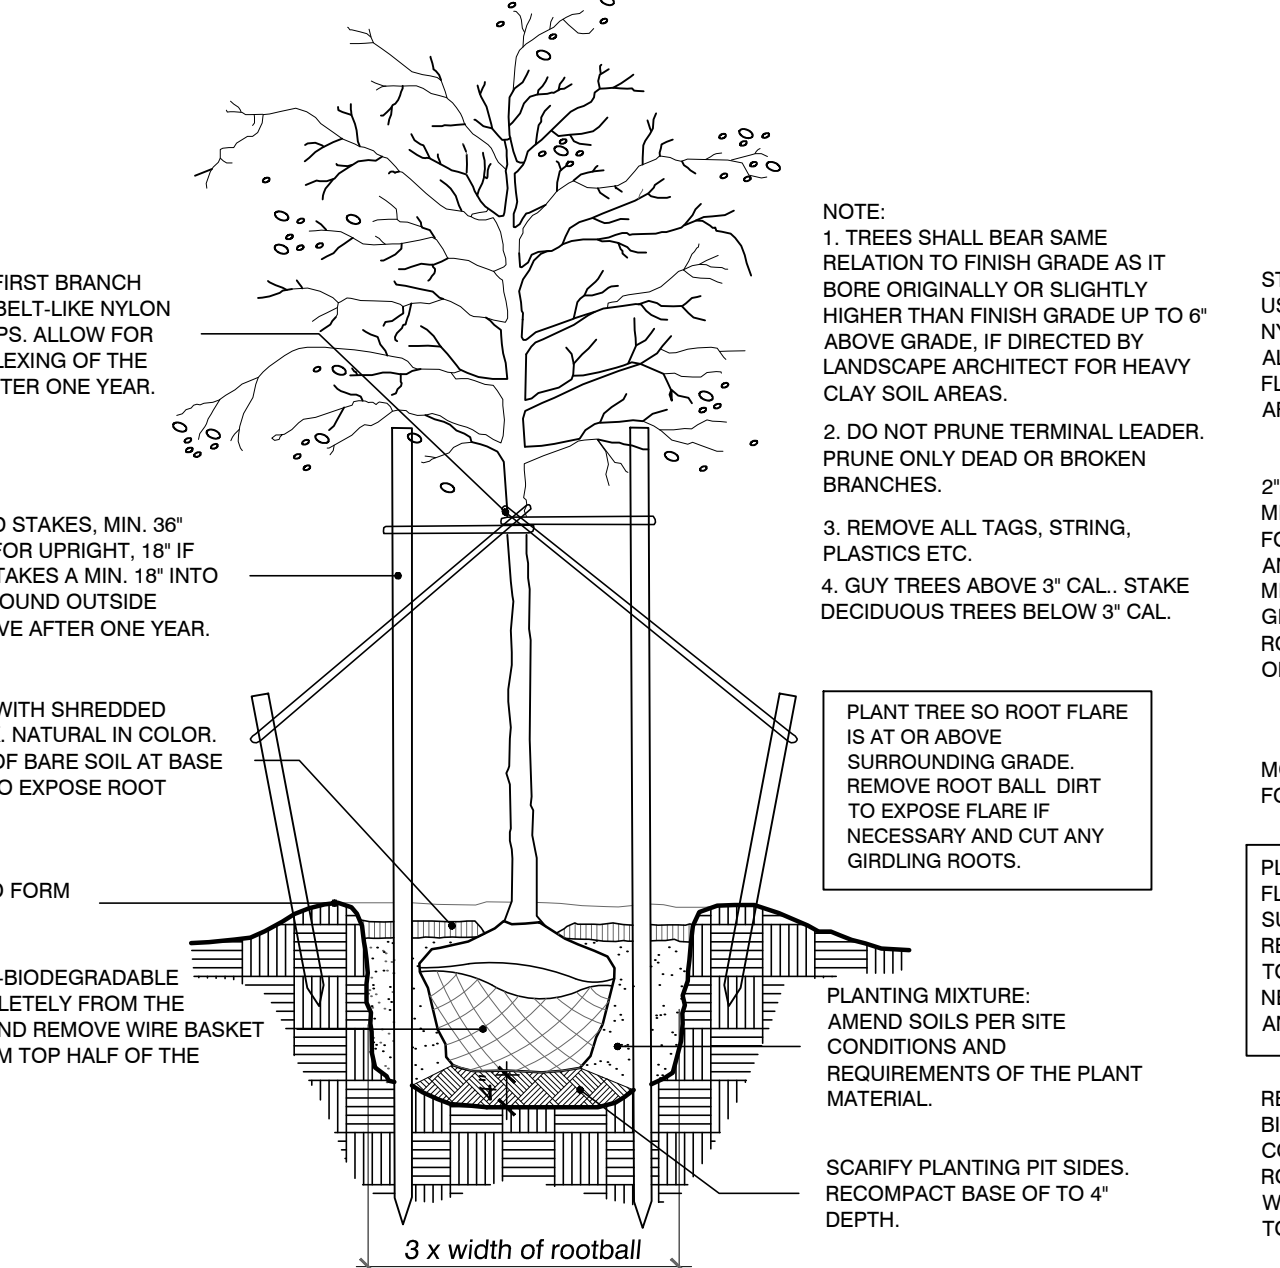 FIRST BRANCH
BELT-LIKE NYLON
PS. ALLOW FOR
LEXING OF THE
TER ONE YEAR.
STAKES, MIN. 36"
FOR UPRIGHT, 18" IF
TAKES A MIN. 18" INTO
OUND OUTSIDE
VE AFTER ONE YEAR.
WITH SHREDDED
. NATURAL IN COLOR.
OF BARE SOIL AT BASE
O EXPOSE ROOT
FORM
-BIODEGRADABLE
LETELY FROM THE
ND REMOVE WIRE BASKET
M TOP HALF OF THE
4"
3 x width of rootball
NOTE:
1. TREES SHALL BEAR SAME
RELATION TO FINISH GRADE AS IT
BORE ORIGINALLY OR SLIGHTLY
HIGHER THAN FINISH GRADE UP TO 6"
ABOVE GRADE, IF DIRECTED BY
LANDSCAPE ARCHITECT FOR HEAVY
CLAY SOIL AREAS.
2. DO NOT PRUNE TERMINAL LEADER.
PRUNE ONLY DEAD OR BROKEN
BRANCHES.
3. REMOVE ALL TAGS, STRING,
PLASTICS ETC.
4. GUY TREES ABOVE 3" CAL.. STAKE
DECIDUOUS TREES BELOW 3" CAL.
PLANT TREE SO ROOT FLARE
IS AT OR ABOVE
SURROUNDING GRADE.
REMOVE ROOT BALL DIRT
TO EXPOSE FLARE IF
NECESSARY AND CUT ANY
GIRDLING ROOTS.
PLANTING MIXTURE:
AMEND SOILS PER SITE
CONDITIONS AND
REQUIREMENTS OF THE PLANT
MATERIAL.
SCARIFY PLANTING PIT SIDES.
RECOMPACT BASE OF TO 4"
DEPTH.
ST
US
NY
AL
FL
AF
2"
MI
FO
AN
MI
GR
RO
OF
MO
FO
PL
FL
SU
RE
TO
NE
AN
RE
BI
CO
RO
W
TO